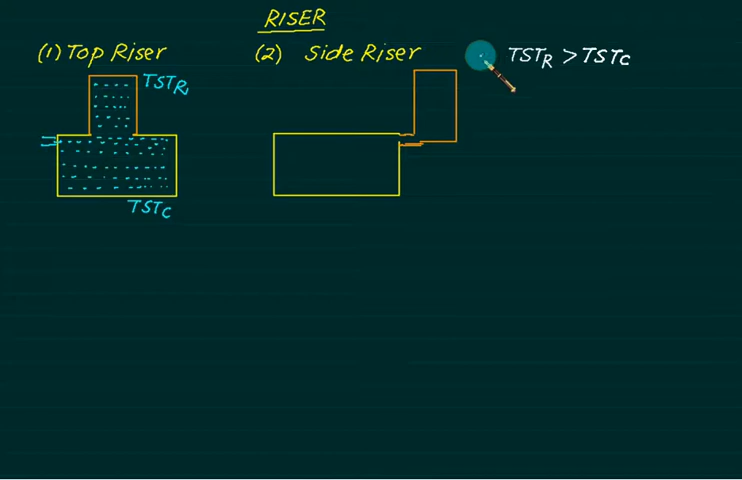 RISER
(1) Top Riser
(2) Side Riser
TSTR > TSTC
TSTR
TSTC